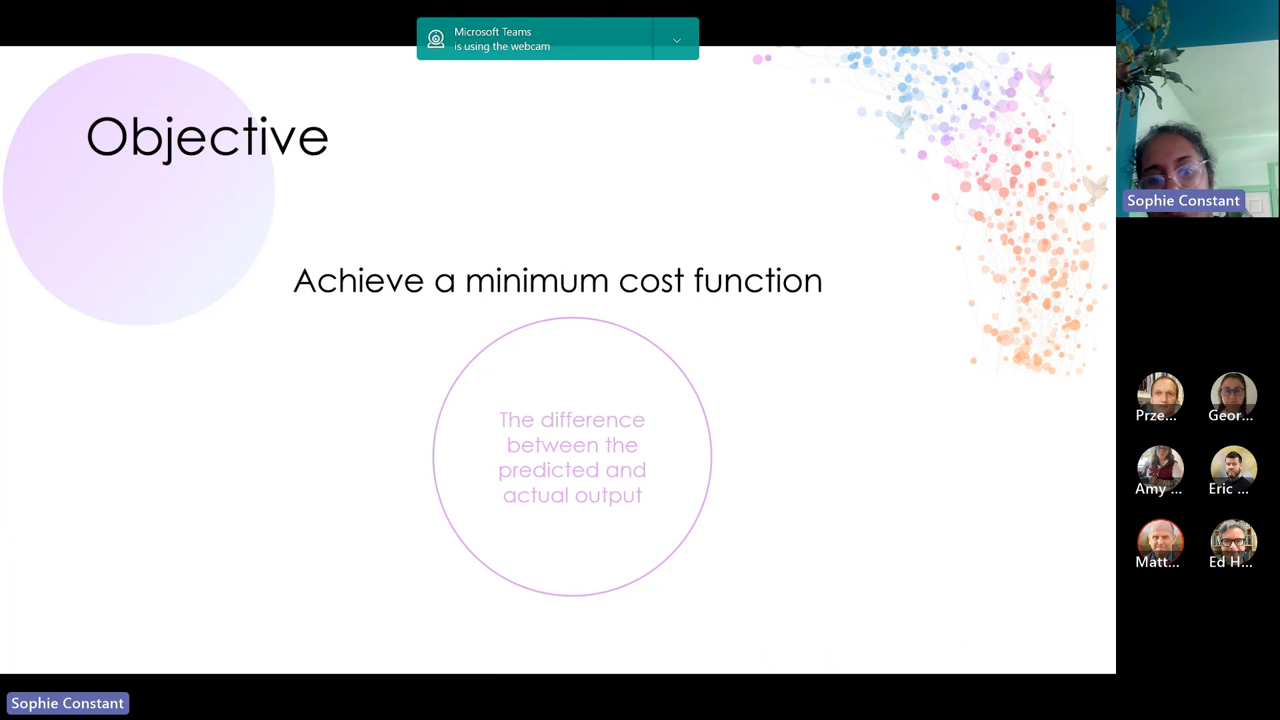 Microsoft Teams
is using the webcam
Objective
Achieve a minimum cost function
The difference
between the
predicted and
actual output
Sophie Constant
Prze...
Geor...
Amy ...
Eric ...
Matt...
Ed H...
Sophie Constant